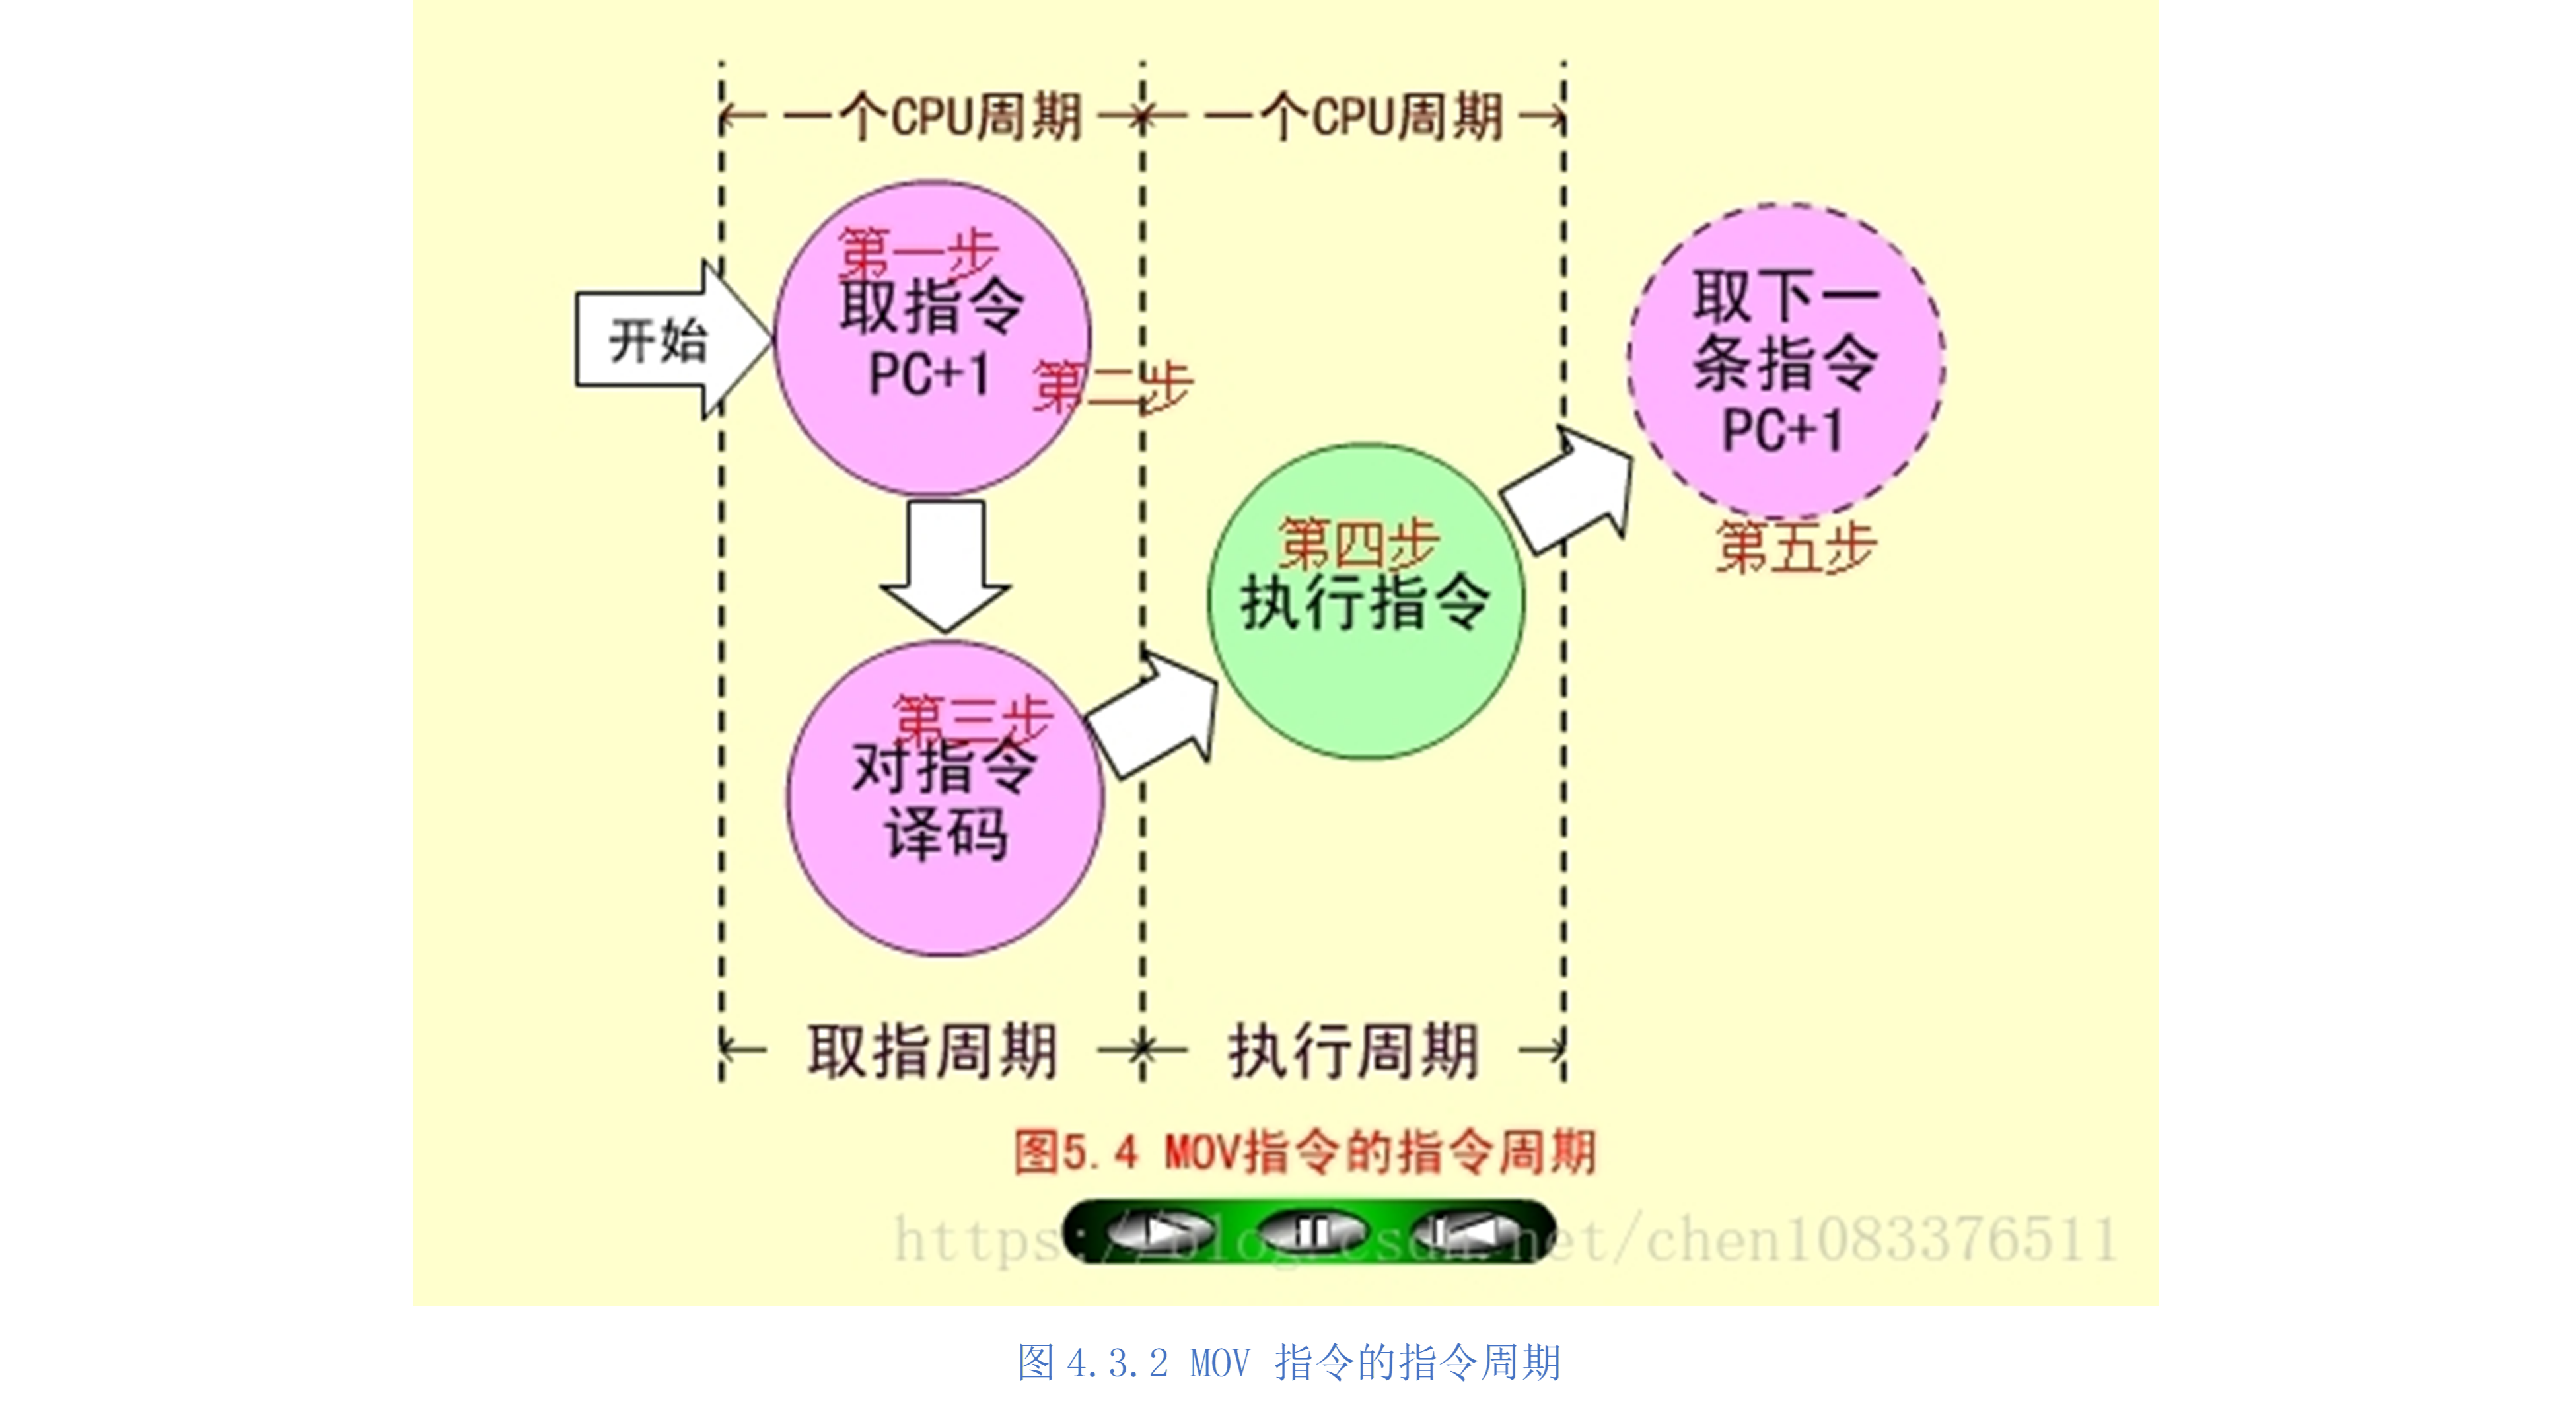 一个CPU周期
一个CPU周期
开始
第一步
取指令
PC+1
第二步
第三步
对指令
译码
第四步
执行指令
取下一
条指令
PC+1
第五步
取指周期
执行周期
图5.4 MOV指令的指令周期
https://blog.csdn.net/chen1083376511
图 4.3.2 MOV 指令的指令周期